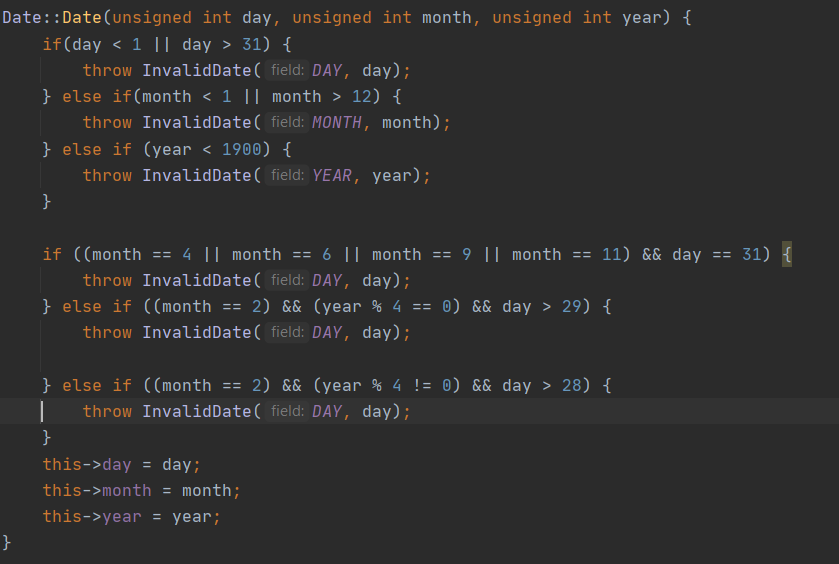 Date::Date(unsigned int day, unsigned int month, unsigned int year) {
    if(day < 1 || day > 31) {
        throw InvalidDate( field: DAY, day);
    } else if(month < 1 || month > 12) {
        throw InvalidDate( field: MONTH, month);
    } else if (year < 1900) {
        throw InvalidDate( field: YEAR, year);
    }

    if ((month == 4 || month == 6 || month == 9 || month == 11) && day == 31) {
        throw InvalidDate( field: DAY, day);
    } else if ((month == 2) && (year % 4 == 0) && day > 29) {
        throw InvalidDate( field: DAY, day);

    } else if ((month == 2) && (year % 4 != 0) && day > 28) {
        throw InvalidDate( field: DAY, day);
    }
    this->day = day;
    this->month = month;
    this->year = year;
}